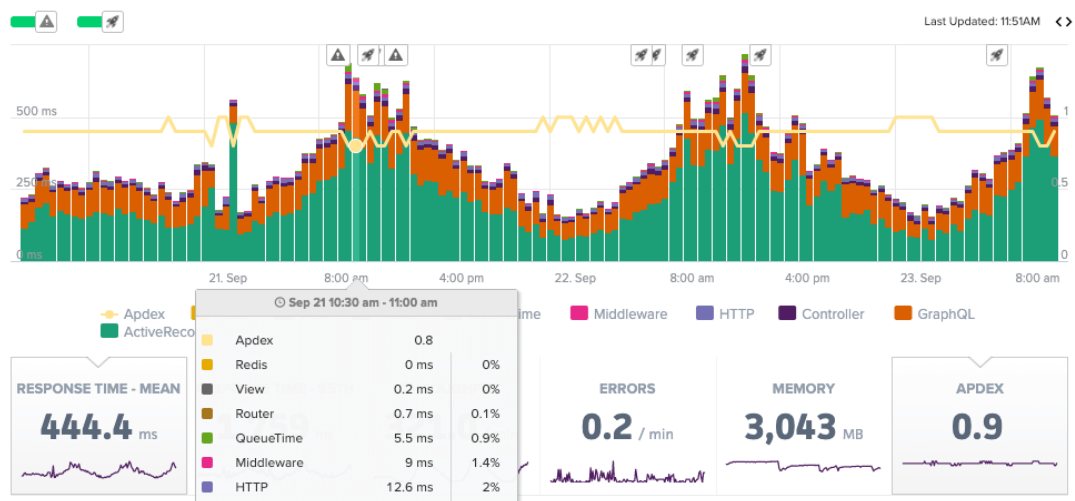 Last Updated: 11:51AM
500 ms
1
250 ms
0.5
0 ms
0
21. Sep
8:00 am
4:00 pm
22. Sep
8:00 am
4:00 pm
23. Sep
8:00 am
Sep 21 10:30 am - 11:00 am
Apdex
Middleware
HTTP
Controller
GraphQL
ActiveReco
Apdex 0.8
Redis 0 ms 0%
View 0.2 ms 0%
Router 0.7 ms 0.1%
QueueTime 5.5 ms 0.9%
Middleware 9 ms 1.4%
HTTP 12.6 ms 2%
RESPONSE TIME - MEAN
444.4 ms
ERRORS
0.2 / min
MEMORY
3,043 MB
APDEX
0.9